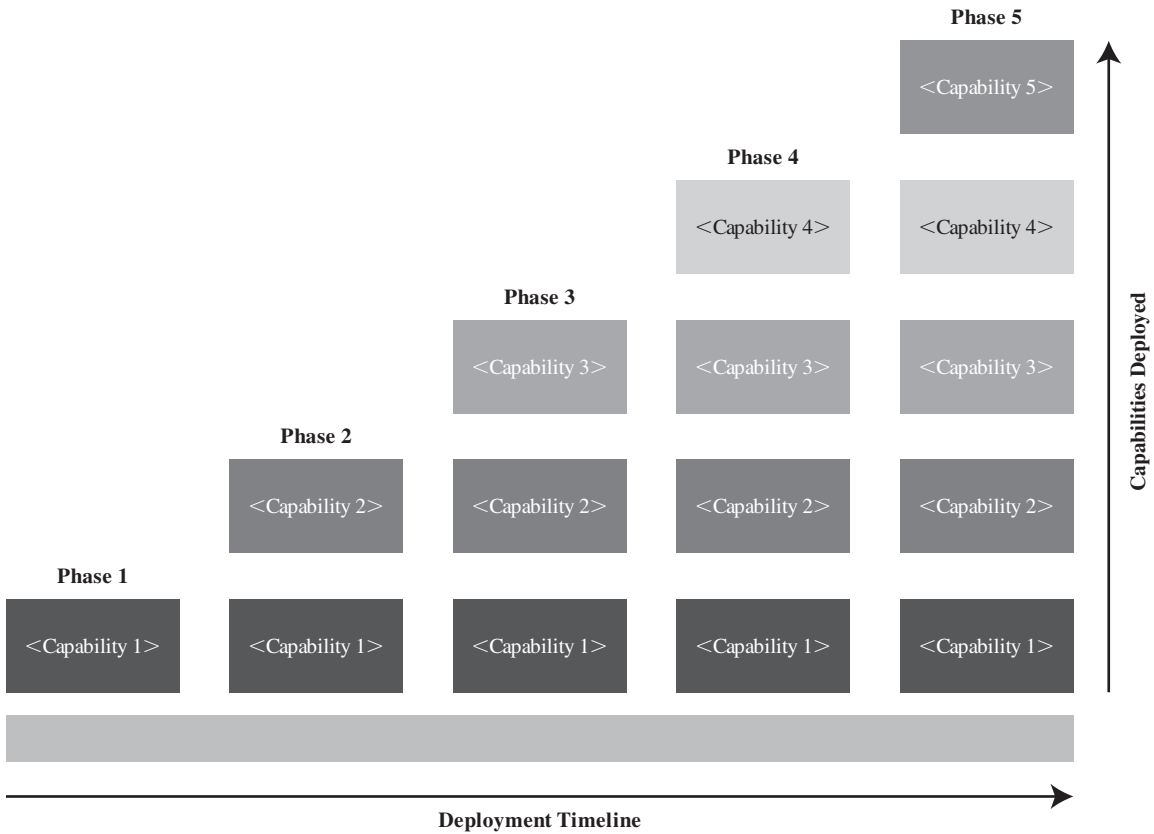 Phase 5
<Capability 5>
Phase 4
<Capability 4>
<Capability 4>
Phase 3
<Capability 3>
<Capability 3>
<Capability 3>
Phase 2
<Capability 2>
<Capability 2>
<Capability 2>
<Capability 2>
Phase 1
<Capability 1>
<Capability 1>
<Capability 1>
<Capability 1>
<Capability 1>
Capabilities Deployed
Deployment Timeline